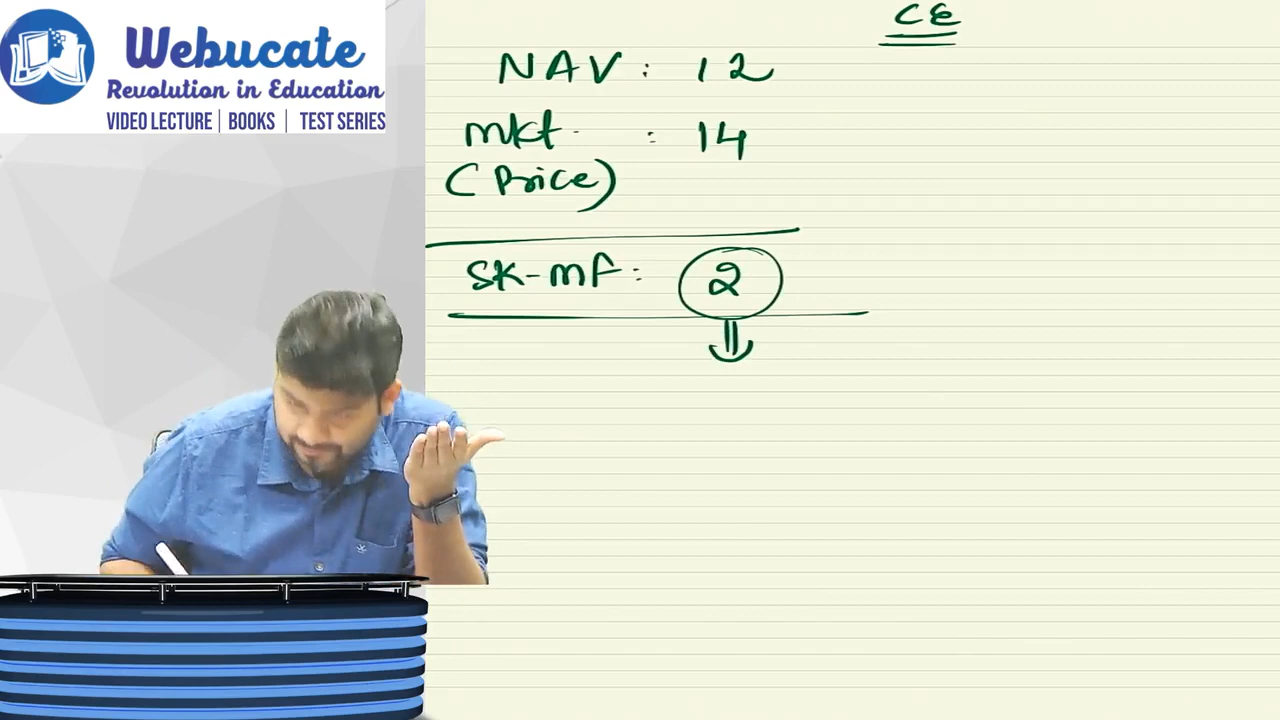 Webucate
Revolution in Education
VIDEO LECTURE | BOOKS | TEST SERIES
CE
NAV : 12
mkt : 14
(Price)
SK-MF : 2